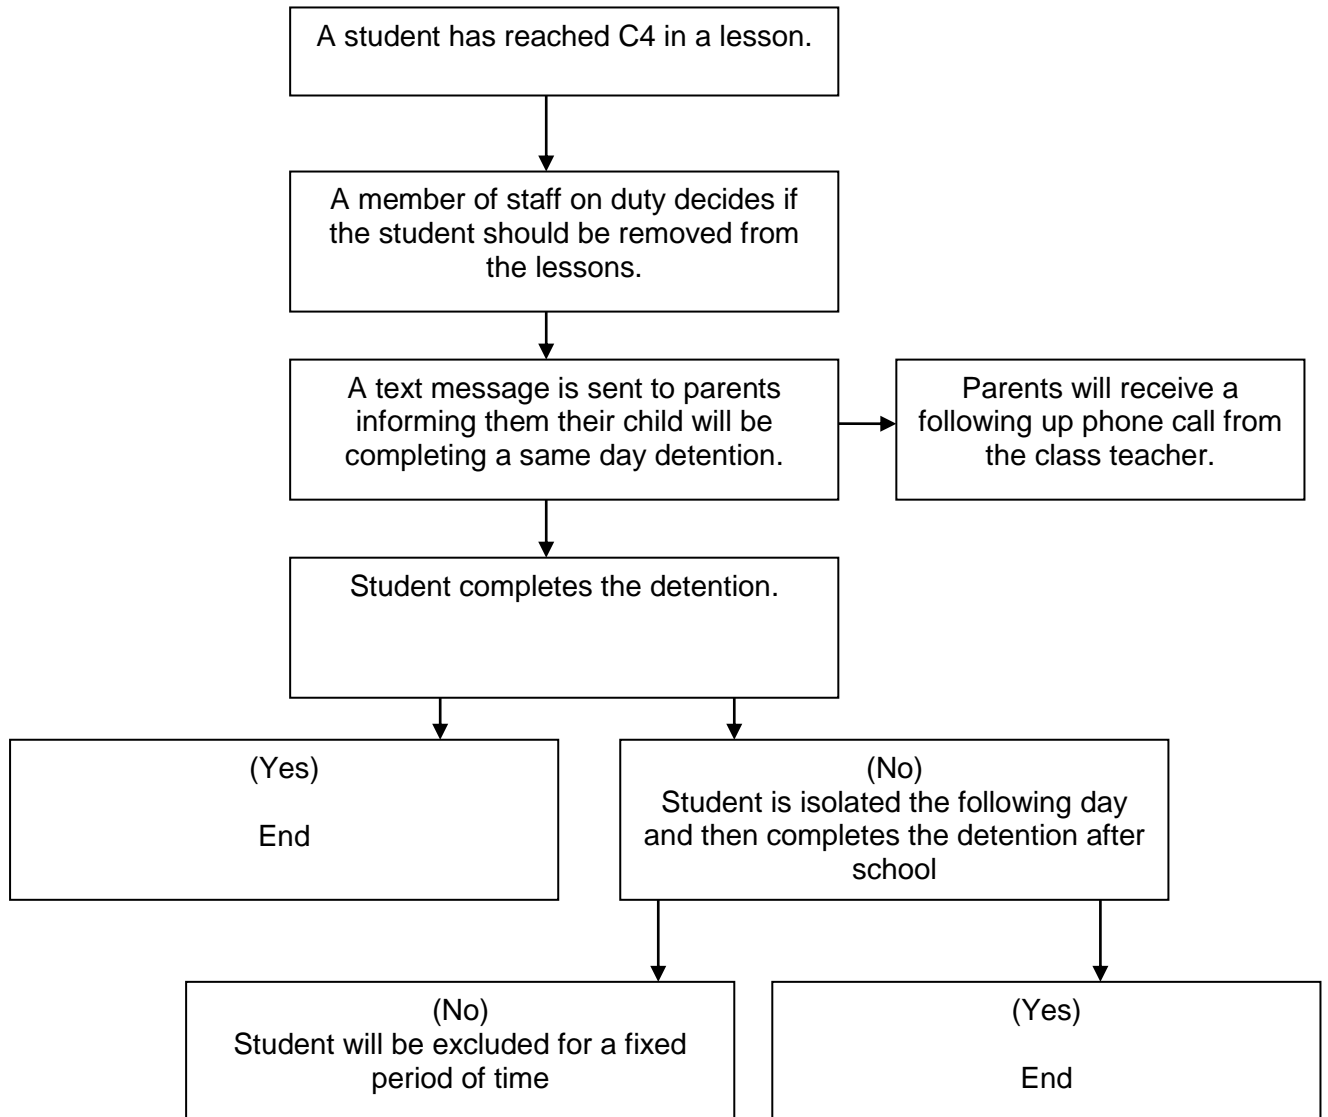 A student has reached C4 in a lesson.
A member of staff on duty decides if
the student should be removed from
the lessons.
A text message is sent to parents
informing them their child will be
completing a same day detention.
Parents will receive a
following up phone call from
the class teacher.
Student completes the detention.
(Yes)
End
(No)
Student is isolated the following day
and then completes the detention after
school
(No)
Student will be excluded for a fixed
period of time
(Yes)
End